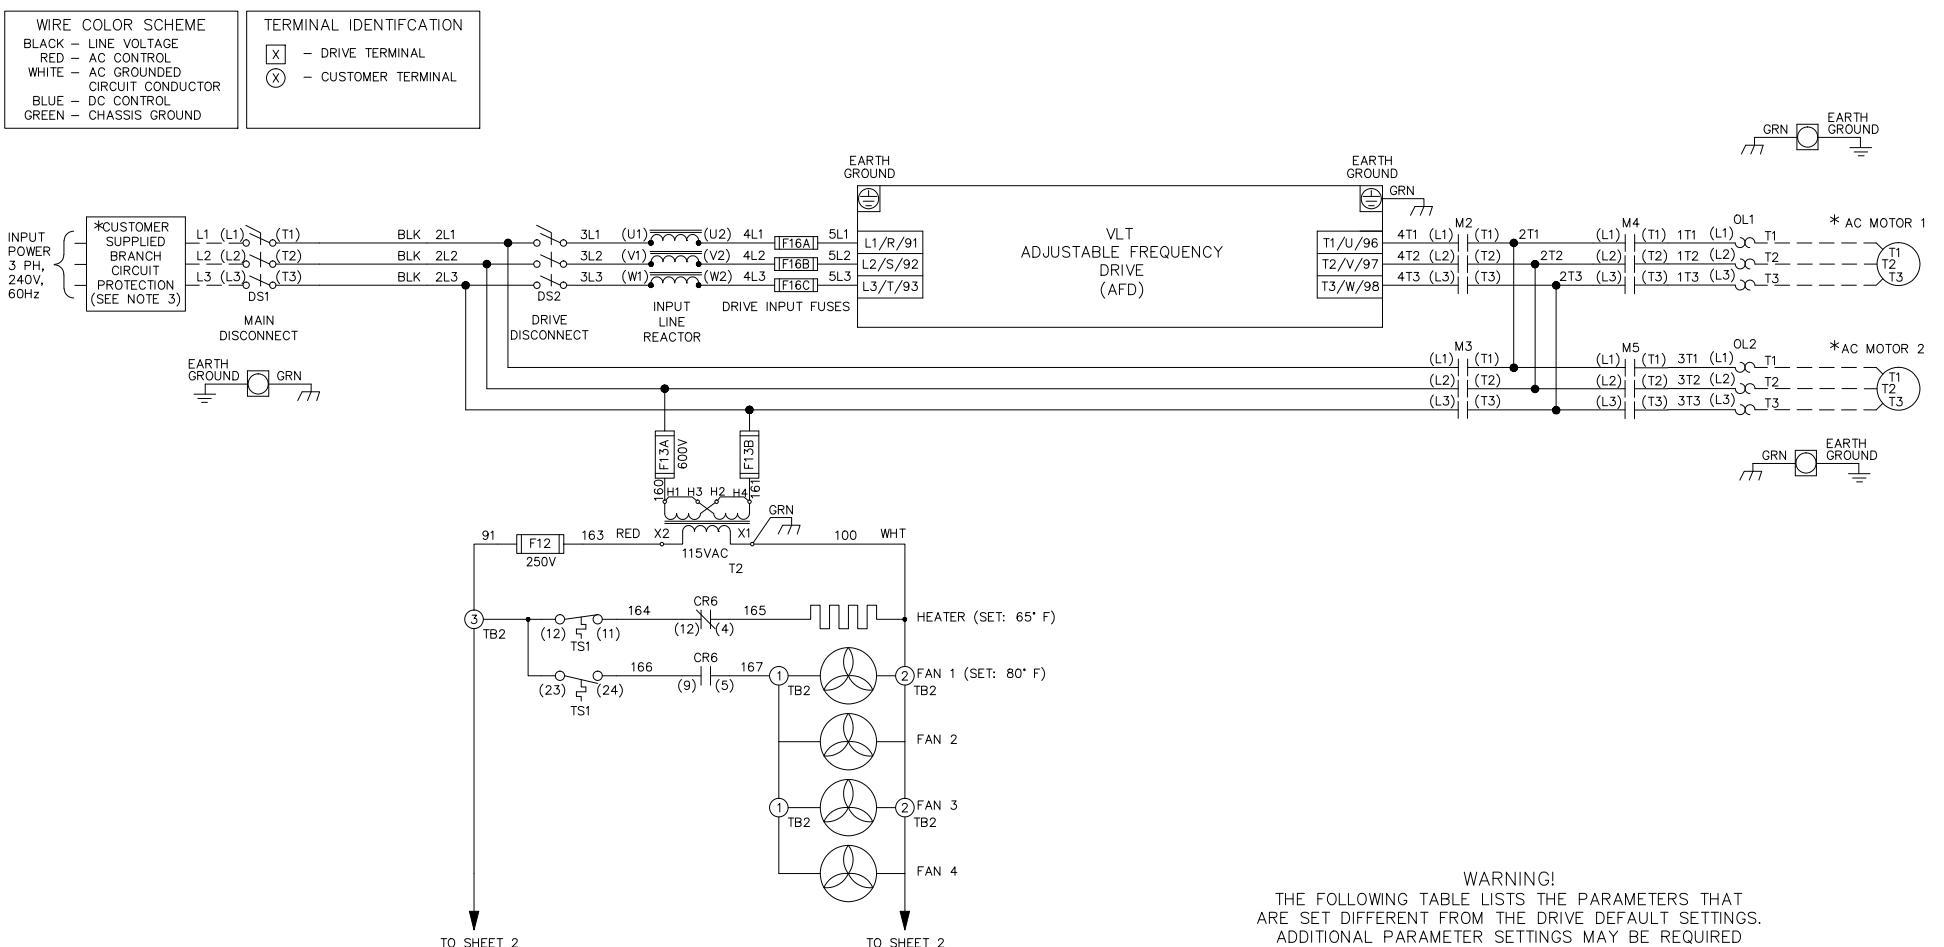 WIRE COLOR SCHEME
BLACK – LINE VOLTAGE
RED – AC CONTROL
WHITE – AC GROUNDED
CIRCUIT CONDUCTOR
BLUE – DC CONTROL
GREEN – CHASSIS GROUND
TERMINAL IDENTIFCATION
X – DRIVE TERMINAL
X – CUSTOMER TERMINAL
GRN
EARTH
GROUND
INPUT
POWER
3 PH,
240V,
60Hz
*CUSTOMER
SUPPLIED
BRANCH
CIRCUIT
PROTECTION
(SEE NOTE 3)
L1 (L1) (T1) BLK 2L1 3L1 (U1) (U2) 4L1 F16A 5L1 L1/R/91
L2 (L2) (T2) BLK 2L2 3L2 (V1) (V2) 4L2 F16B 5L2 L2/S/92
L3 (L3) (T3) BLK 2L3 3L3 (W1) (W2) 4L3 F16C 5L3 L3/T/93
DS1
MAIN
DISCONNECT
DS2
DRIVE
DISCONNECT
INPUT
LINE
REACTOR
DRIVE INPUT FUSES
EARTH
GROUND
VLT
ADJUSTABLE FREQUENCY
DRIVE
(AFD)
EARTH
GROUND
GRN
M2 M4 OL1 * AC MOTOR 1
T1/U/96 4T1 (L1) (T1) 2T1 (L1) (T1) 1T1 (L1) T1 T1
T2/V/97 4T2 (L2) (T2) 2T2 (L2) (T2) 1T2 (L2) T2 T2
T3/W/98 4T3 (L3) (T3) 2T3 (L3) (T3) 1T3 (L3) T3 T3
M3 M5 OL2 *AC MOTOR 2
(L1) (T1) (L1) (T1) 3T1 (L1) T1 T1
(L2) (T2) (L2) (T2) 3T2 (L2) T2 T2
(L3) (T3) (L3) (T3) 3T3 (L3) T3 T3
EARTH
GROUND
GRN
GRN
EARTH
GROUND
F13A
600V
F13B
160 H1 H3 H2 H4 161
GRN
91 F12 163 RED X2 X1 100 WHT
250V
115VAC
T2
3
TB2
(12) (11)
TS1
164
CR6
(12) (4)
165
HEATER (SET: 65° F)
(23) (24)
TS1
166
CR6
(9) (5)
167
1
TB2
2
TB2
FAN 1 (SET: 80° F)
FAN 2
1
TB2
2
TB2
FAN 3
FAN 4
TO SHEET 2
TO SHEET 2
WARNING!
THE FOLLOWING TABLE LISTS THE PARAMETERS THAT
ARE SET DIFFERENT FROM THE DRIVE DEFAULT SETTINGS.
ADDITIONAL PARAMETER SETTINGS MAY BE REQUIRED